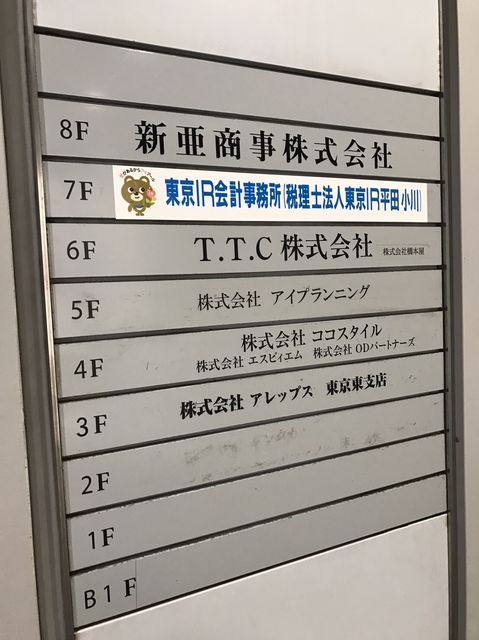 8F 新亜商事株式会社
7F 東京IR会計事務所(税理士法人東京IR平田 小川)
6F T.T.C 株式会社 株式会社橋本屋
5F 株式会社 アイプランニング
4F 株式会社 ココスタイル
株式会社 エスピィエム 株式会社 ODパートナーズ
3F 株式会社 アレップス 東京東支店
2F
1F
B1F